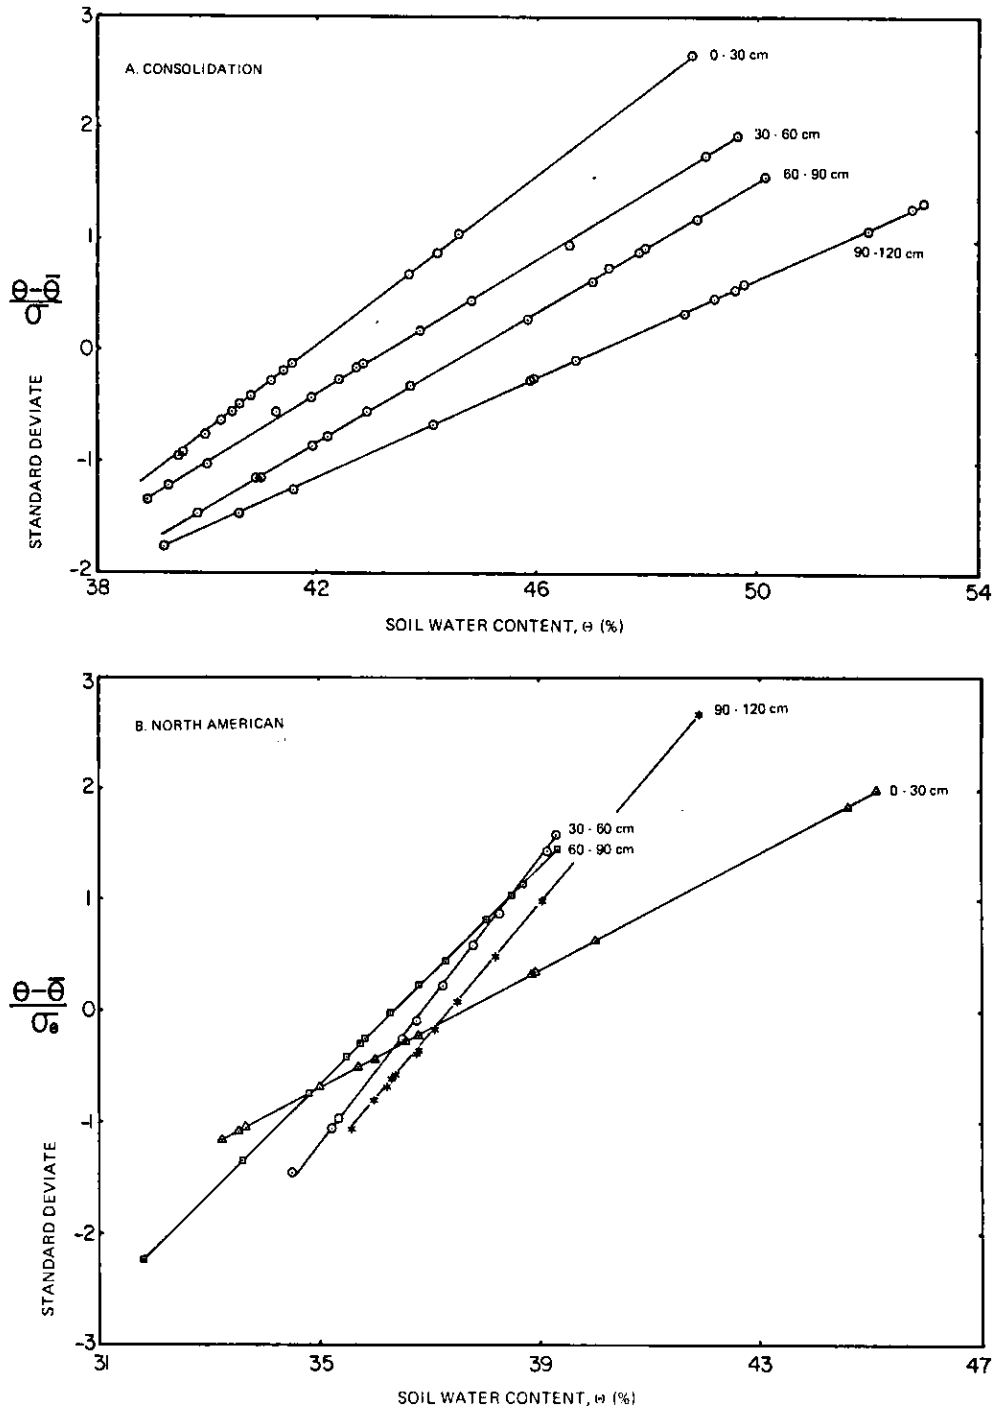 3
A. CONSOLIDATION
0 - 30 cm
2
30 - 60 cm
60 - 90 cm
1
90 -120 cm
θ-θ̄
σ
0
STANDARD DEVIATE
-1
-2
38
42
46
50
54
SOIL WATER CONTENT, θ (%)
3
B. NORTH AMERICAN
90 - 120 cm
2
0 - 30 cm
30 - 60 cm
60 - 90 cm
1
θ-θ̄
σθ
0
-1
STANDARD DEVIATE
-2
-3
31
35
39
43
47
SOIL WATER CONTENT, θ (%)